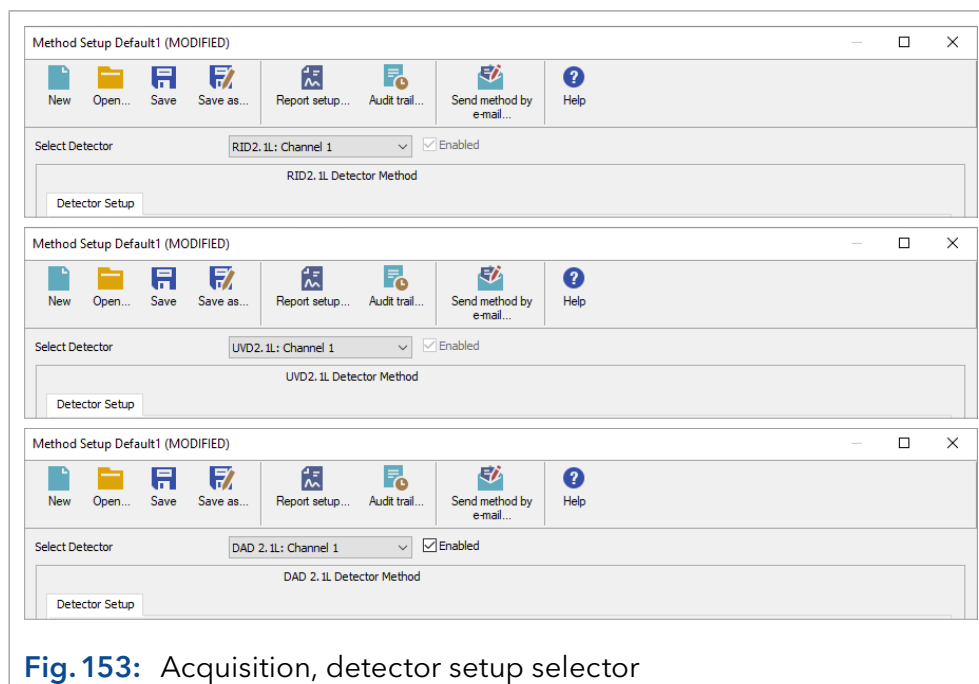 Method Setup Default1 (MODIFIED)
New Open... Save Save as... Report setup... Audit trail... Send method by e-mail... Help
Select Detector RID2.1L: Channel 1 Enabled
RID2.1L Detector Method
Detector Setup
Method Setup Default1 (MODIFIED)
New Open... Save Save as... Report setup... Audit trail... Send method by e-mail... Help
Select Detector UVD2.1L: Channel 1 Enabled
UVD2.1L Detector Method
Detector Setup
Method Setup Default1 (MODIFIED)
New Open... Save Save as... Report setup... Audit trail... Send method by e-mail... Help
Select Detector DAD 2.1L: Channel 1 Enabled
DAD 2.1L Detector Method
Detector Setup
Fig. 153: Acquisition, detector setup selector